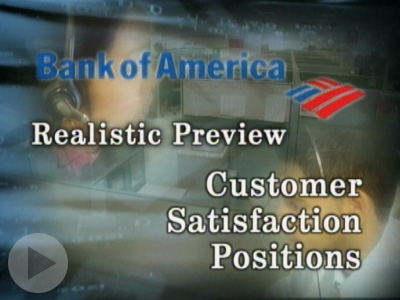 Bank of America
Realistic Preview
Customer
Satisfaction
Positions